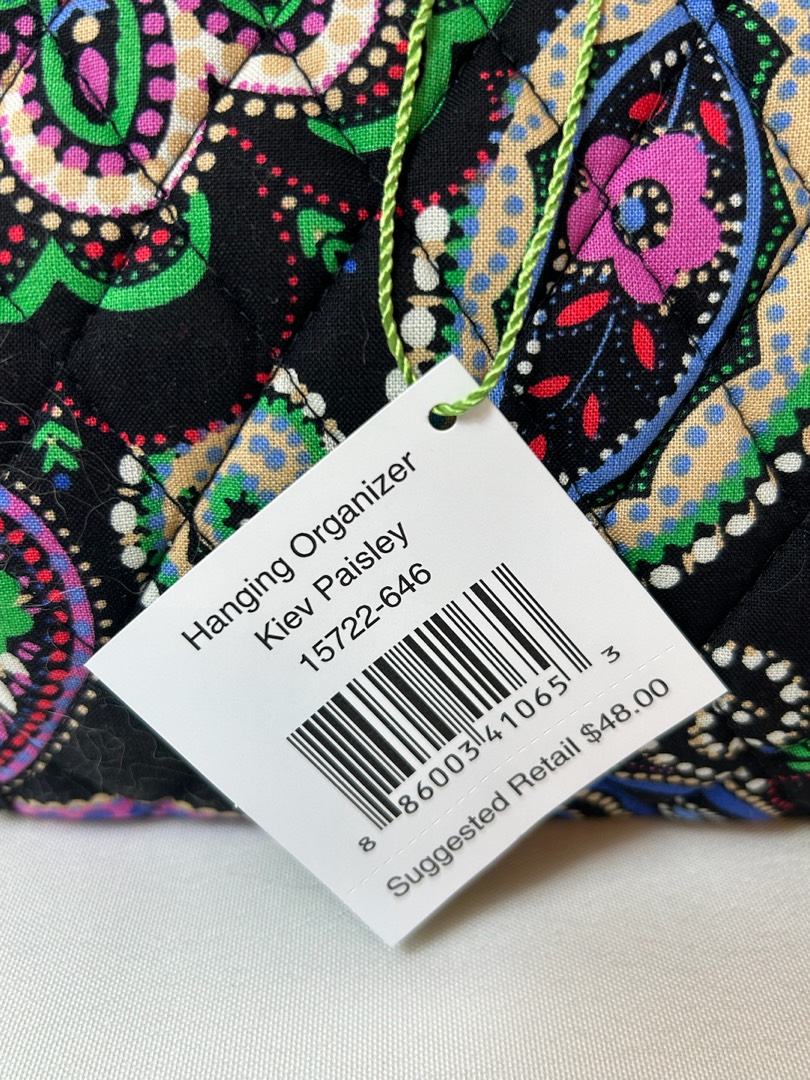 Hanging Organizer
Kiev Paisley
15722-646
8 86003 41065 3
Suggested Retail $48.00